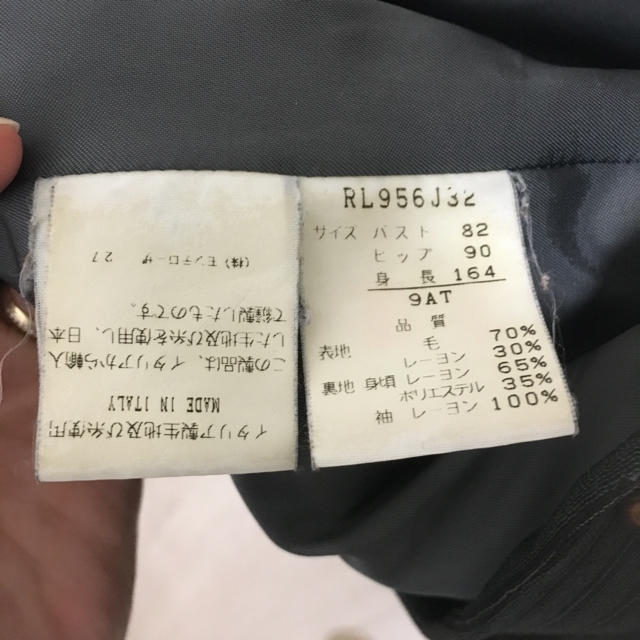 RL956J32
サイズ バスト 82
ヒップ 90
身長 164
9AT
品質
表地 毛 70%
レーヨン 30%
裏地 身頃 レーヨン 65%
ポリエステル 35%
袖 レーヨン 100%
イタリア製生地及び糸使用
MADE IN ITALY
この製品は、イタリアから輸入
した生地及び糸を使用し、日本
で縫製したものです。
(株)モンテローザ 27